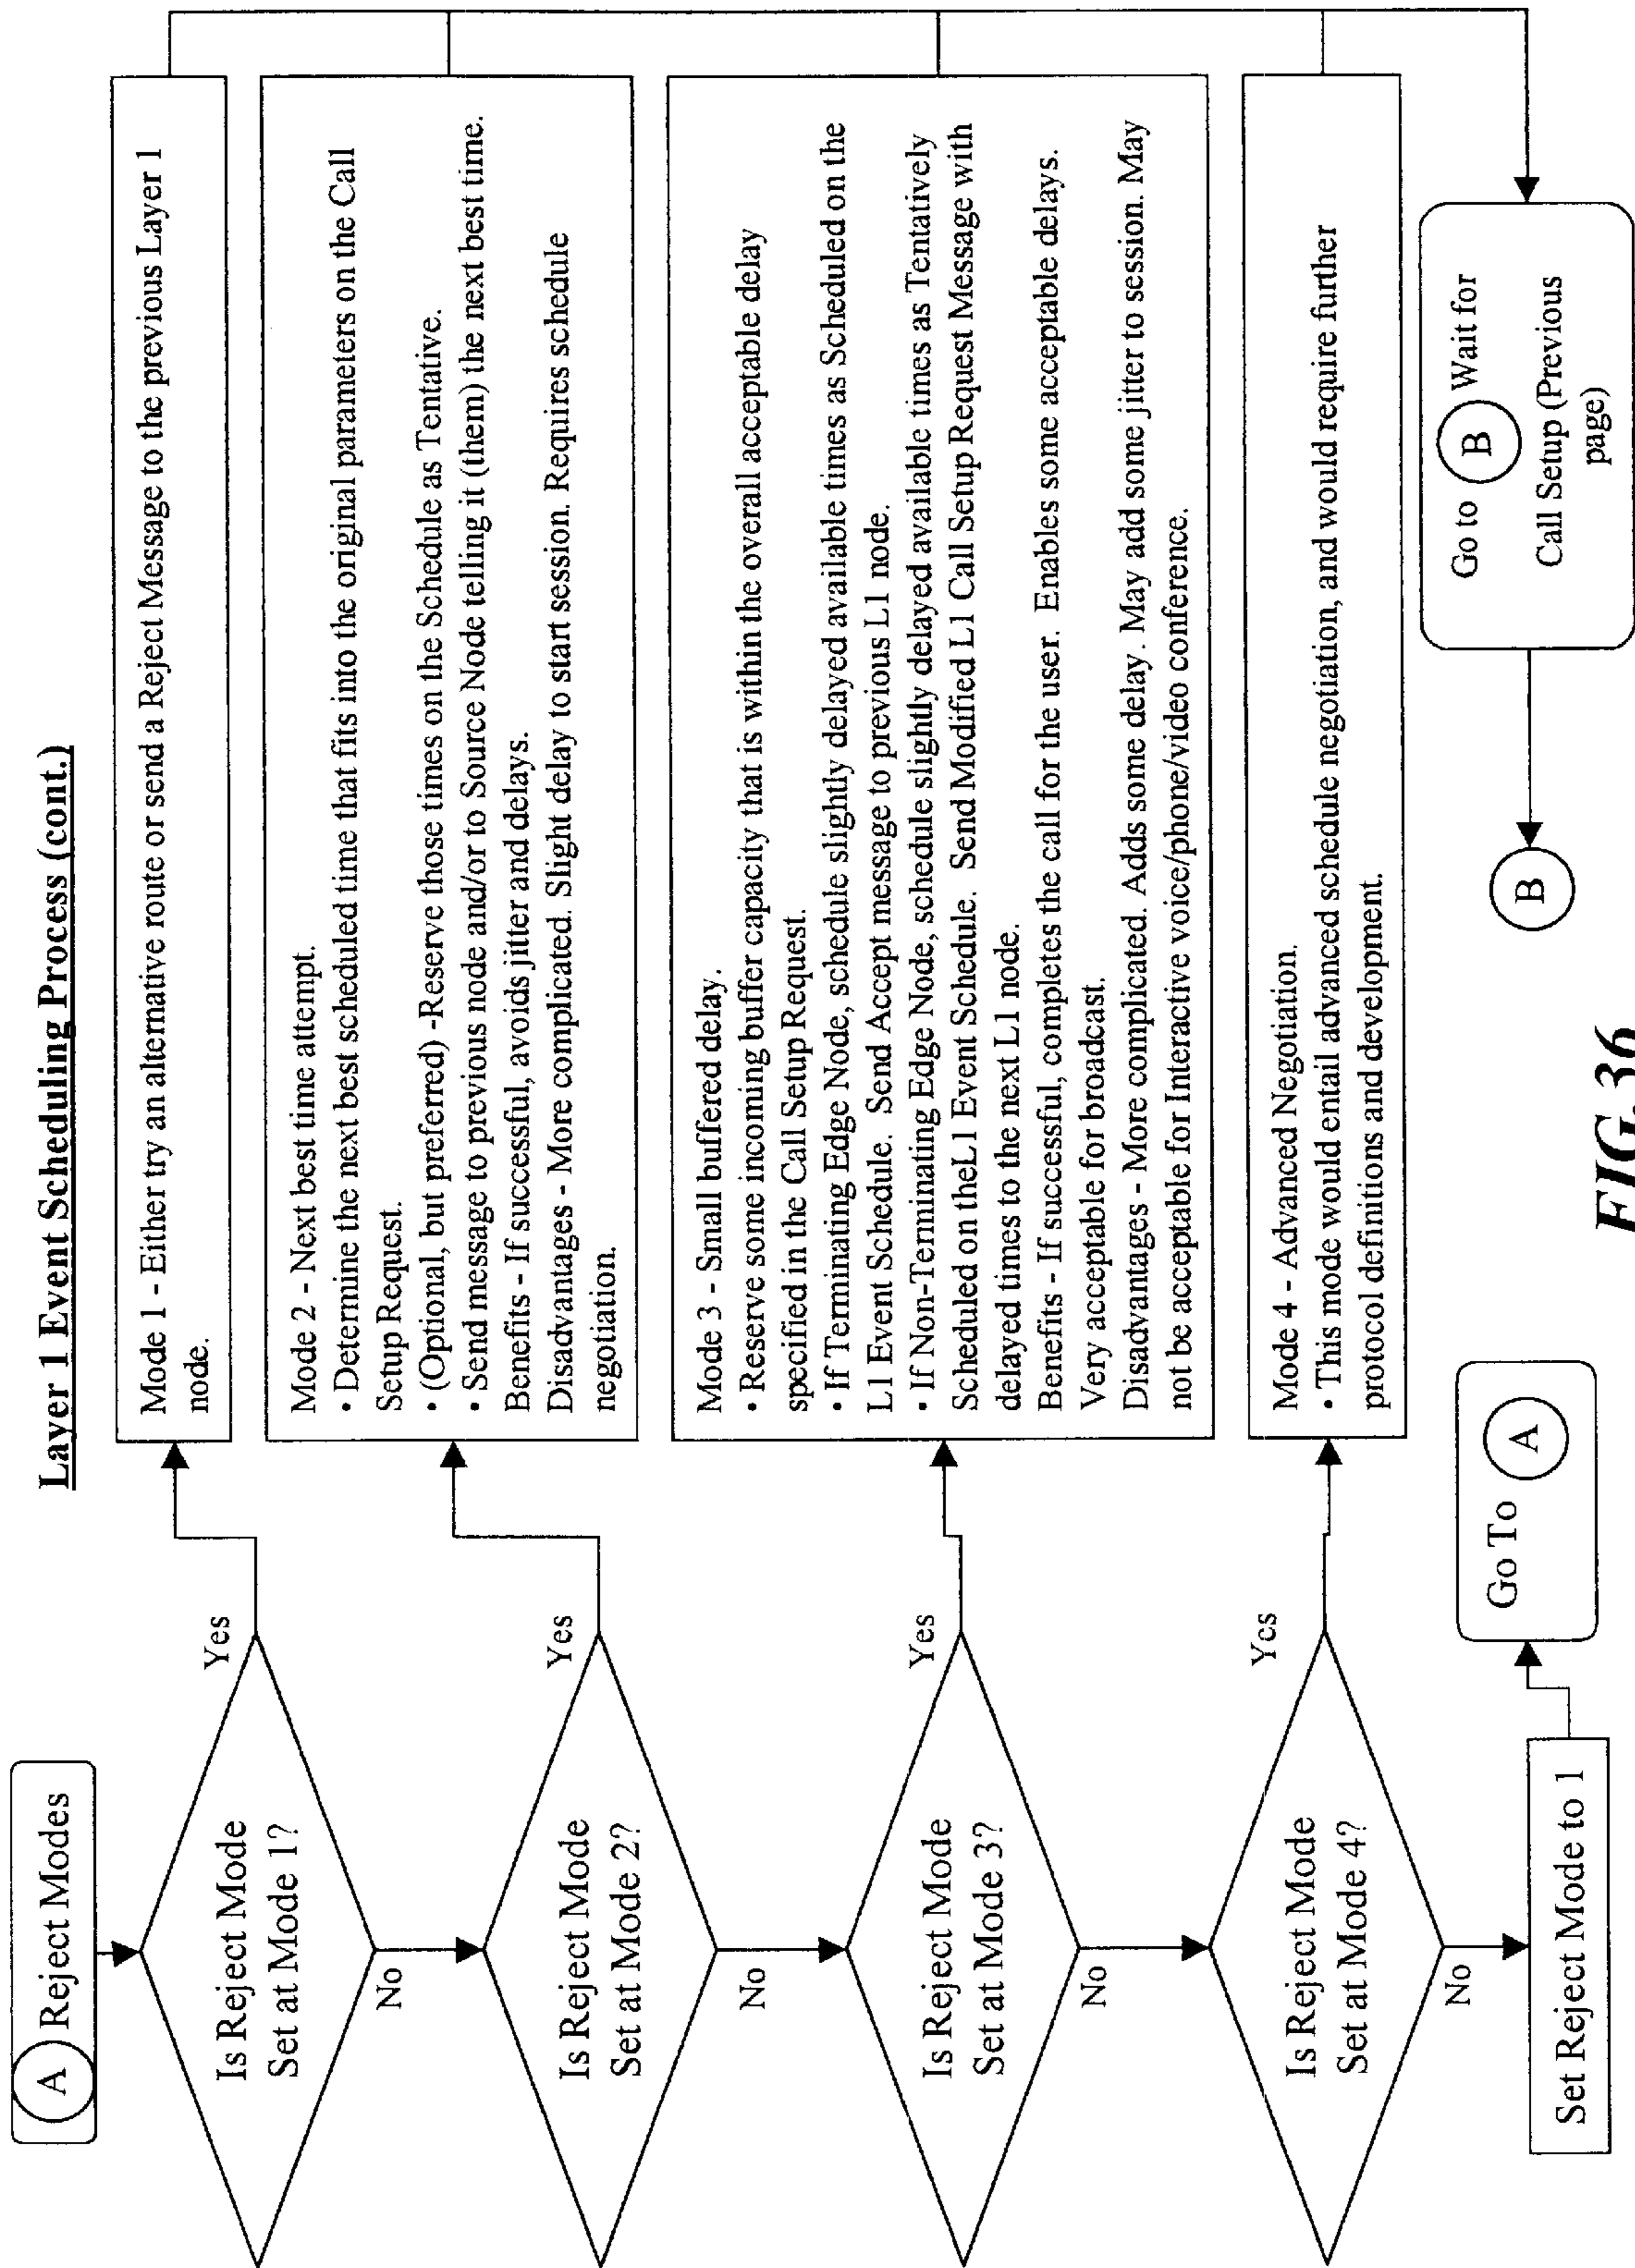 Layer 1 Event Scheduling Process (cont.)
A Reject Modes
Is Reject Mode
Set at Mode 1?
Yes
No
Mode 1 - Either try an alternative route or send a Reject Message to the previous Layer 1
node.
Is Reject Mode
Set at Mode 2?
Yes
No
Mode 2 - Next best time attempt.
• Determine the next best scheduled time that fits into the original parameters on the Call
Setup Request.
• (Optional, but preferred) -Reserve those times on the Schedule as Tentative.
• Send message to previous node and/or to Source Node telling it (them) the next best time.
Benefits - If successful, avoids jitter and delays.
Disadvantages - More complicated. Slight delay to start session. Requires schedule
negotiation.
Is Reject Mode
Set at Mode 3?
Yes
No
Mode 3 - Small buffered delay.
• Reserve some incoming buffer capacity that is within the overall acceptable delay
specified in the Call Setup Request.
• If Terminating Edge Node, schedule slightly delayed available times as Scheduled on the
L1 Event Schedule. Send Accept message to previous L1 node.
• If Non-Terminating Edge Node, schedule slightly delayed available times as Tentatively
Scheduled on theL1 Event Schedule. Send Modified L1 Call Setup Request Message with
delayed times to the next L1 node.
Benefits - If successful, completes the call for the user. Enables some acceptable delays.
Very acceptable for broadcast.
Disadvantages - More complicated. Adds some delay. May add some jitter to session. May
not be acceptable for Interactive voice/phone/video conference.
Is Reject Mode
Set at Mode 4?
Yes
No
Mode 4 - Advanced Negotiation.
• This mode would entail advanced schedule negotiation, and would require further
protocol definitions and development.
Set Reject Mode to 1
Go To A
B
Go to B Wait for
Call Setup (Previous
page)
FIG.36